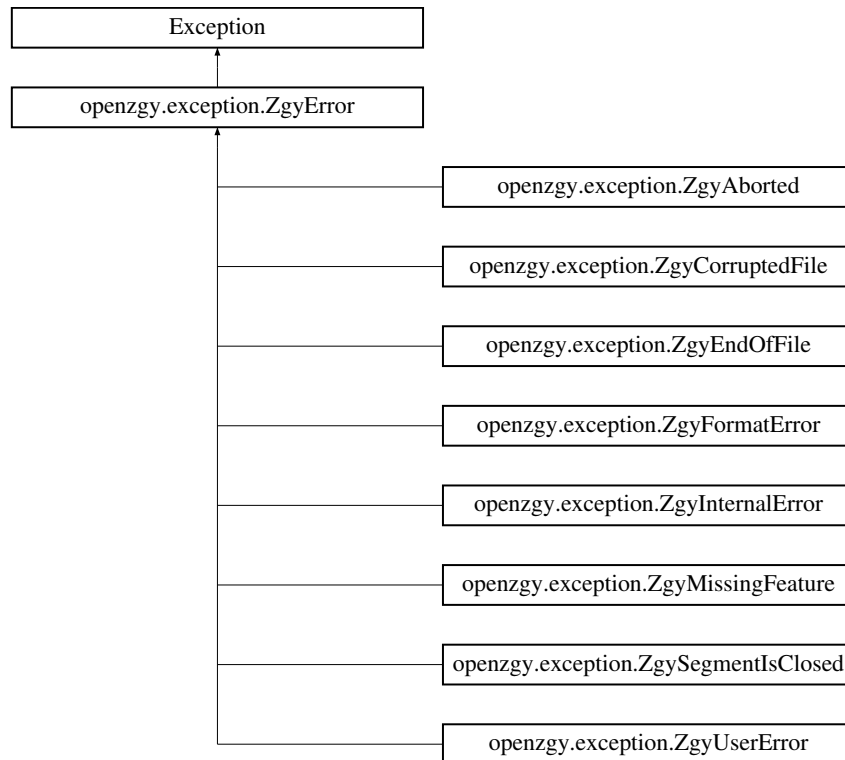 Exception
openzgy.exception.ZgyError
openzgy.exception.ZgyAborted
openzgy.exception.ZgyCorruptedFile
openzgy.exception.ZgyEndOfFile
openzgy.exception.ZgyFormatError
openzgy.exception.ZgyInternalError
openzgy.exception.ZgyMissingFeature
openzgy.exception.ZgySegmentIsClosed
openzgy.exception.ZgyUserError